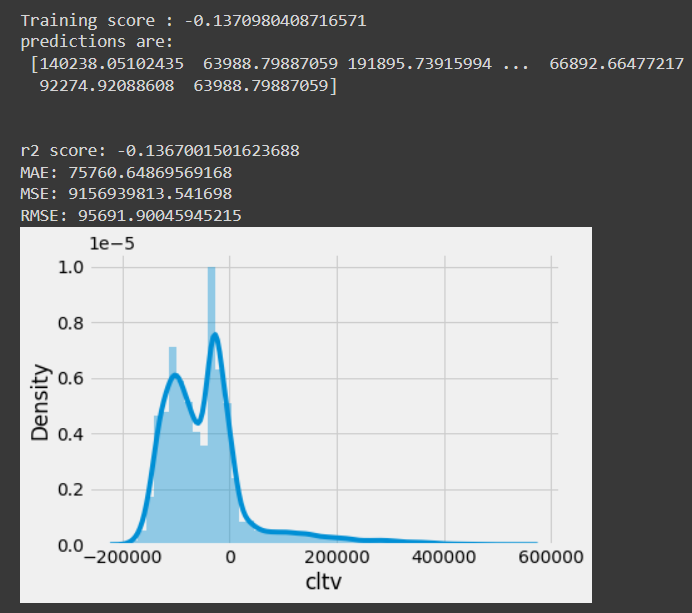 Training score : -0.1370980408716571
predictions are:
[140238.05102435 63988.79887059 191895.73915994 ... 66892.66477217
92274.92088608 63988.79887059]
r2 score: -0.1367001501623688
MAE: 75760.64869569168
MSE: 9156939813.541698
RMSE: 95691.90045945215
1e−5
1.0
0.8
0.6
0.4
0.2
0.0
Density
−200000 0 200000 400000 600000
cltv